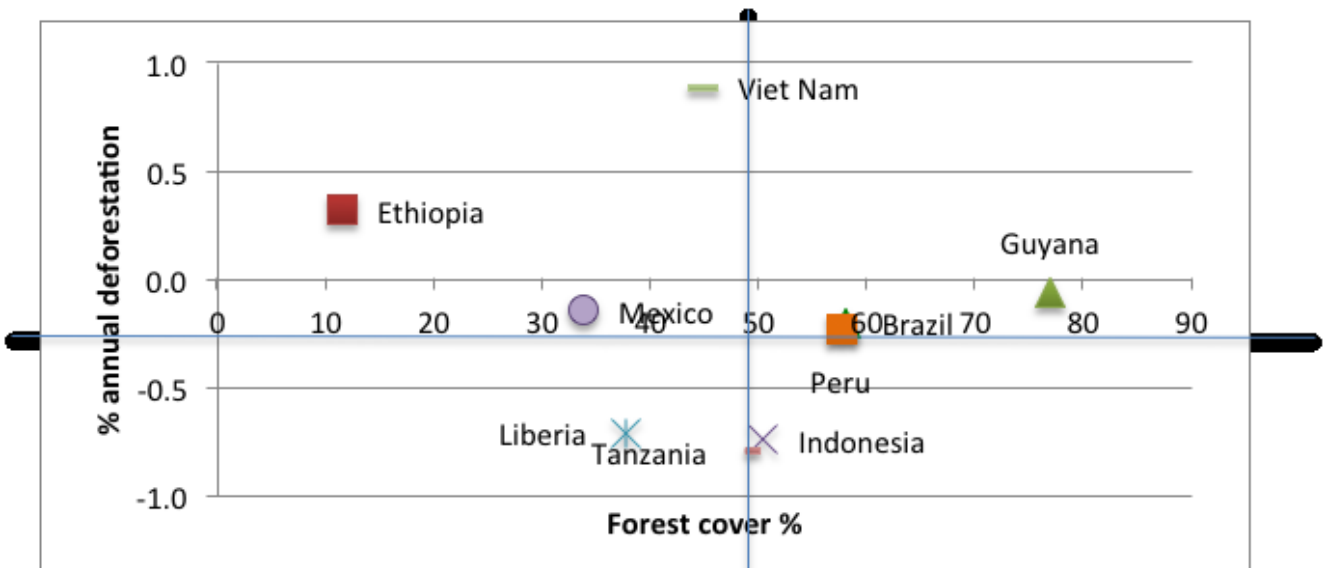 % annual deforestation
1.0
Viet Nam
0.5
Ethiopia
Guyana
0.0
0 10 20 30 40 50 60 70 80 90
Mexico
Brazil
Peru
-0.5
Liberia
Tanzania
Indonesia
-1.0
Forest cover %